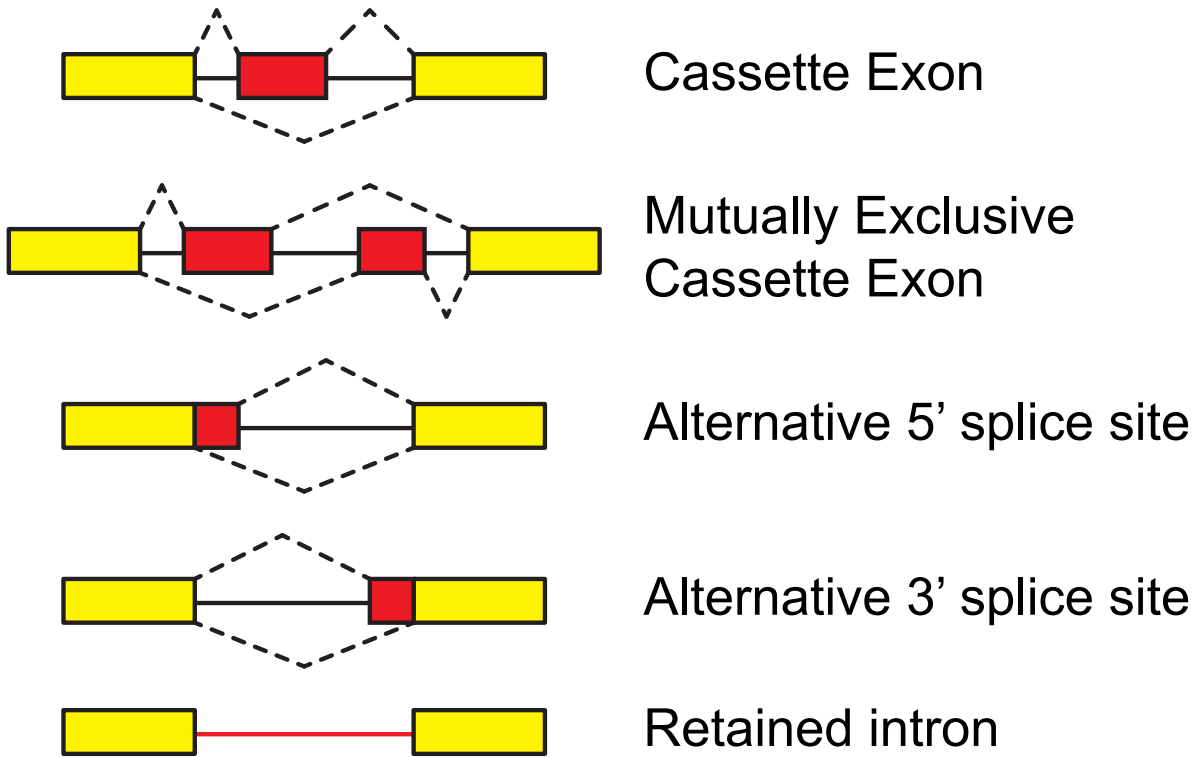 Cassette Exon
Mutually Exclusive
Cassette Exon
Alternative 5’ splice site
Alternative 3’ splice site
Retained intron